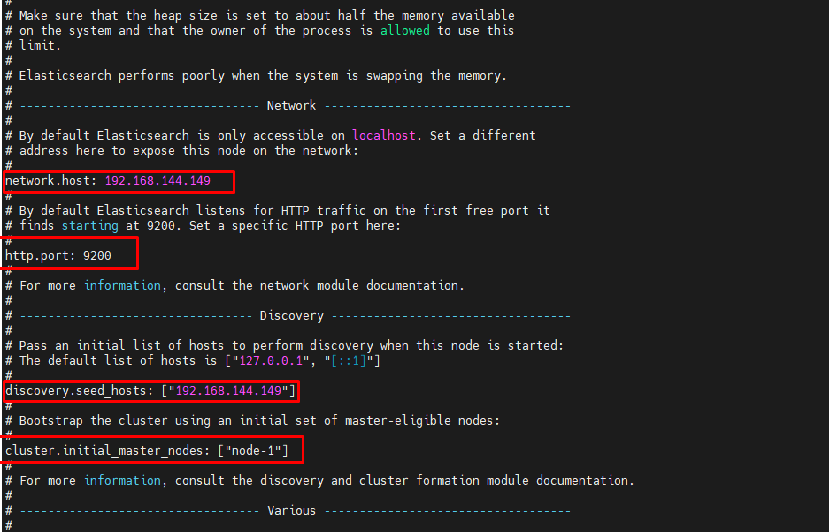 #
# Make sure that the heap size is set to about half the memory available
# on the system and that the owner of the process is allowed to use this
# limit.
#
# Elasticsearch performs poorly when the system is swapping the memory.
#
# ---------------------------------- Network -----------------------------------
#
# By default Elasticsearch is only accessible on localhost. Set a different
# address here to expose this node on the network:
#
network.host: 192.168.144.149
#
# By default Elasticsearch listens for HTTP traffic on the first free port it
# finds starting at 9200. Set a specific HTTP port here:
#
http.port: 9200
#
# For more information, consult the network module documentation.
#
# --------------------------------- Discovery ----------------------------------
#
# Pass an initial list of hosts to perform discovery when this node is started:
# The default list of hosts is ["127.0.0.1", "[::1]"]
#
discovery.seed_hosts: ["192.168.144.149"]
#
# Bootstrap the cluster using an initial set of master-eligible nodes:
#
cluster.initial_master_nodes: ["node-1"]
#
# For more information, consult the discovery and cluster formation module documentation.
#
# ---------------------------------- Various -----------------------------------
#